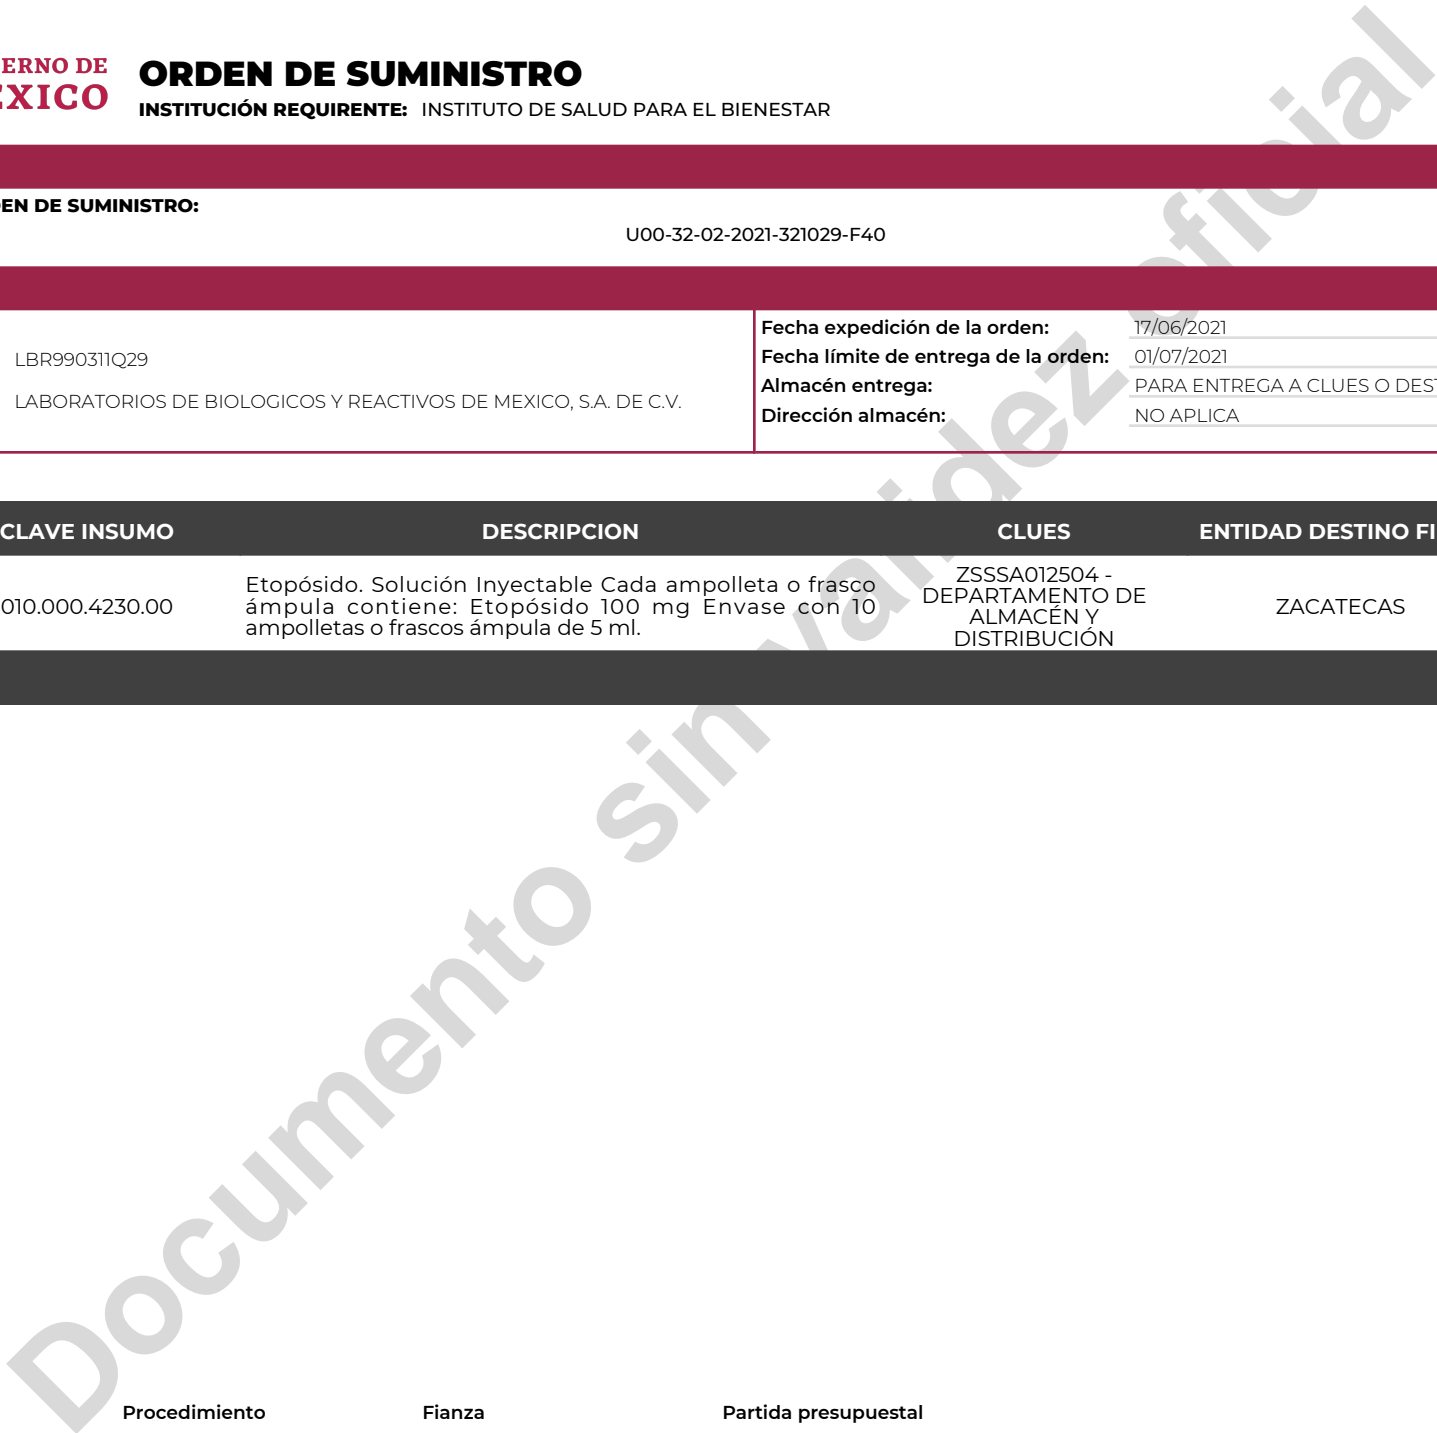 ERNO DE
EXICO
ORDEN DE SUMINISTRO
INSTITUCIÓN REQUIRENTE: INSTITUTO DE SALUD PARA EL BIENESTAR
EN DE SUMINISTRO:
U00-32-02-2021-321029-F40
LBR990311Q29
LABORATORIOS DE BIOLOGICOS Y REACTIVOS DE MEXICO, S.A. DE C.V.
Fecha expedición de la orden: 17/06/2021
Fecha límite de entrega de la orden: 01/07/2021
Almacén entrega: PARA ENTREGA A CLUES O DEST
Dirección almacén: NO APLICA
CLAVE INSUMO DESCRIPCION CLUES ENTIDAD DESTINO FI
010.000.4230.00
Etopósido. Solución Inyectable Cada ampolleta o frasco
ámpula contiene: Etopósido 100 mg Envase con 10
ampolletas o frascos ámpula de 5 ml.
ZSSSA012504 -
DEPARTAMENTO DE
ALMACÉN Y
DISTRIBUCIÓN
ZACATECAS
Documento sin validez oficial
Procedimiento Fianza Partida presupuestal